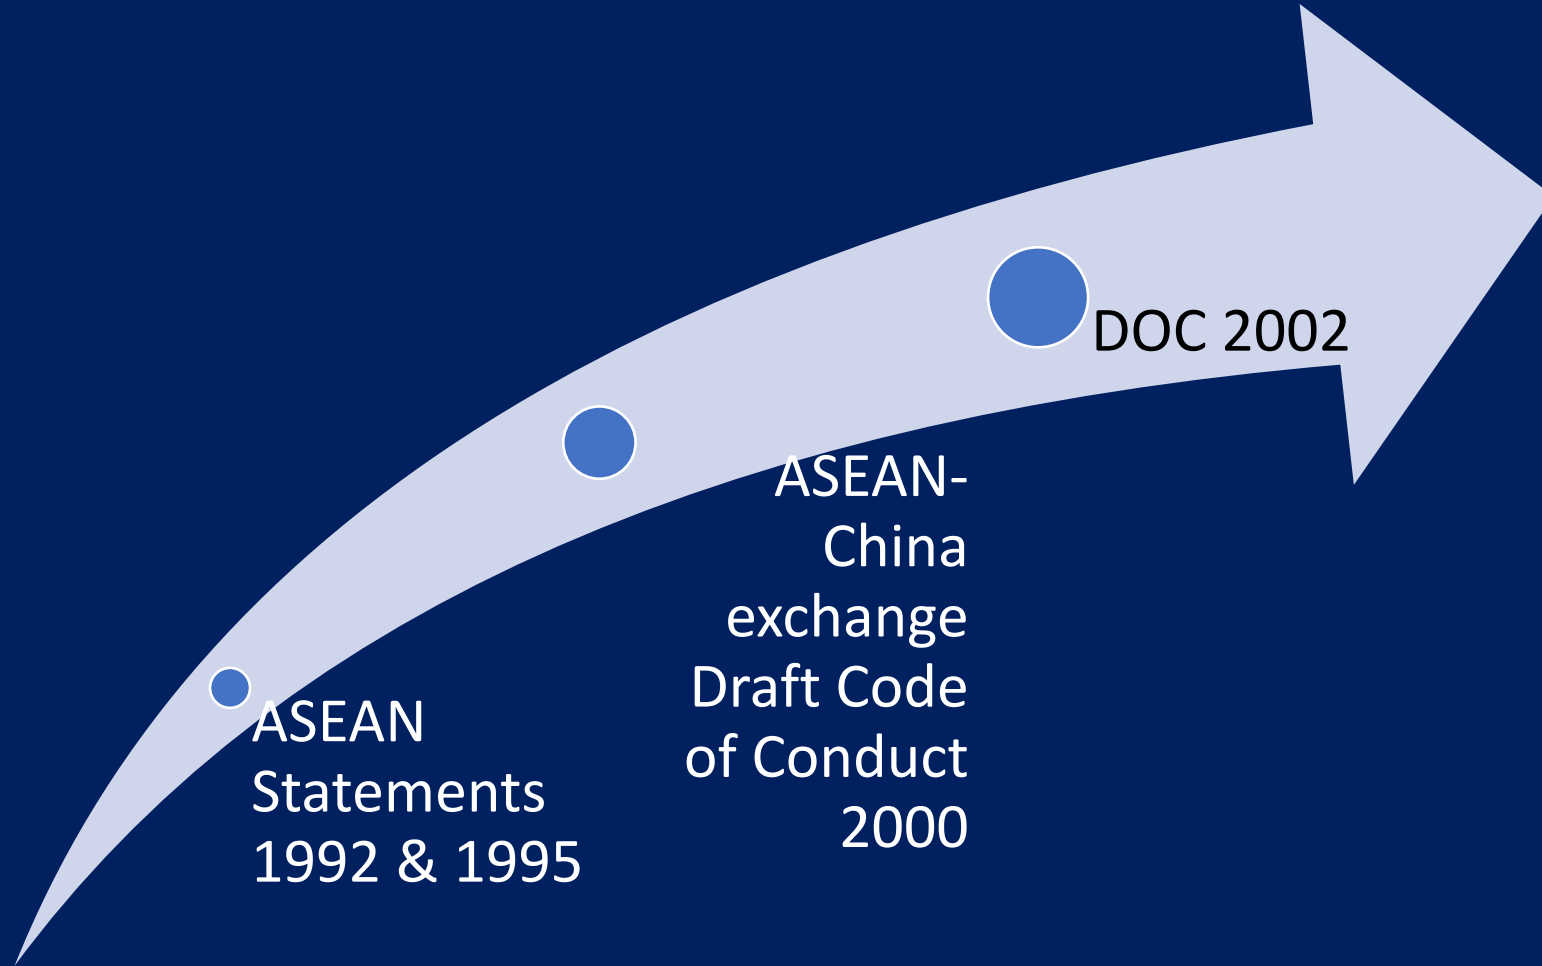 ASEAN
Statements
1992 & 1995
ASEAN-
China
exchange
Draft Code
of Conduct
2000
DOC 2002